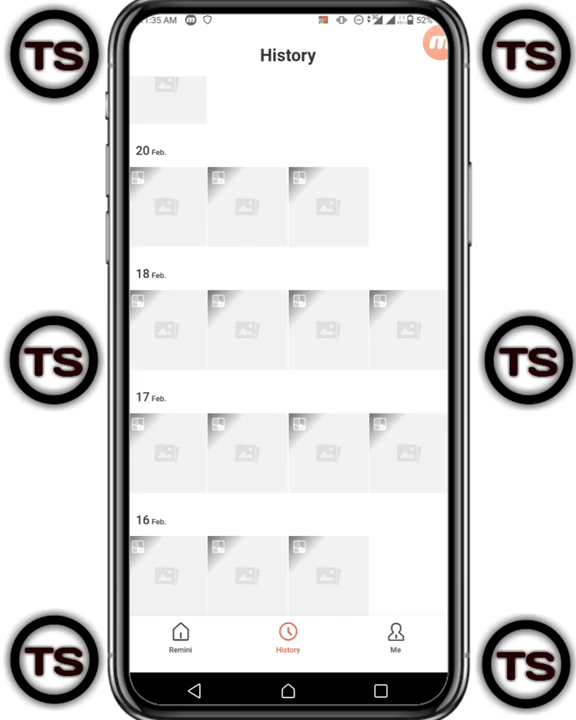 TS
TS
:35 AM
52%
m
History
20 Feb.
18 Feb.
TS
TS
17 Feb.
16 Feb.
Remini
History
Me
TS
TS